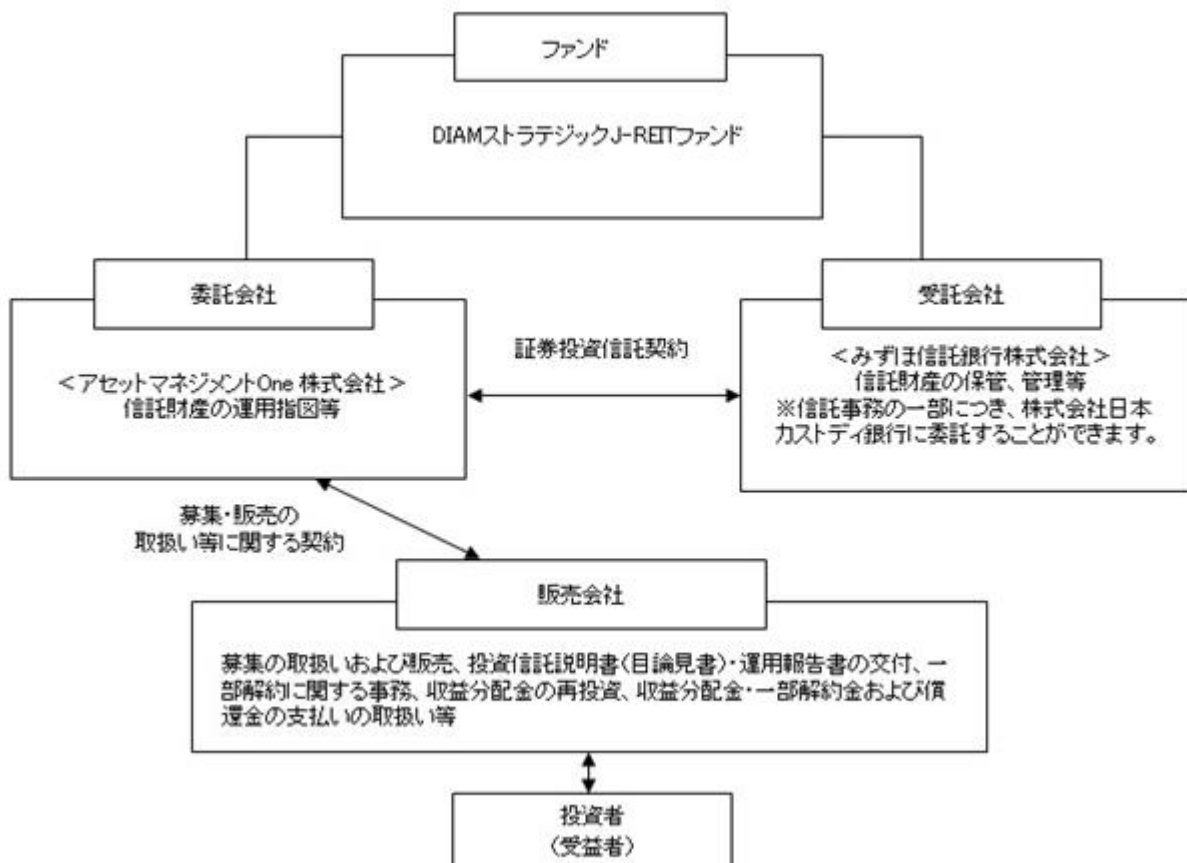 ファンド
DIAMストラテジックJ-REITファンド
委託会社
<アセットマネジメントOne 株式会社>
信託財産の運用指図等
証券投資信託契約
受託会社
<みずほ信託銀行株式会社>
信託財産の保管、管理等
※信託事務の一部につき、株式会社日本
カストディ銀行に委託することができます。
募集・販売の
取扱い等に関する契約
販売会社
募集の取扱いおよび販売、投資信託説明書(目論見書)・運用報告書の交付、一
部解約に関する事務、収益分配金の再投資、収益分配金・一部解約金および償
還金の支払いの取扱い等
投資者
(受益者)